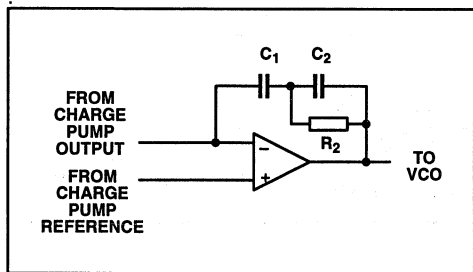 C1 C2
FROM
CHARGE
PUMP
OUTPUT
R2
−
TO
VCO
FROM
CHARGE
PUMP
REFERENCE
+